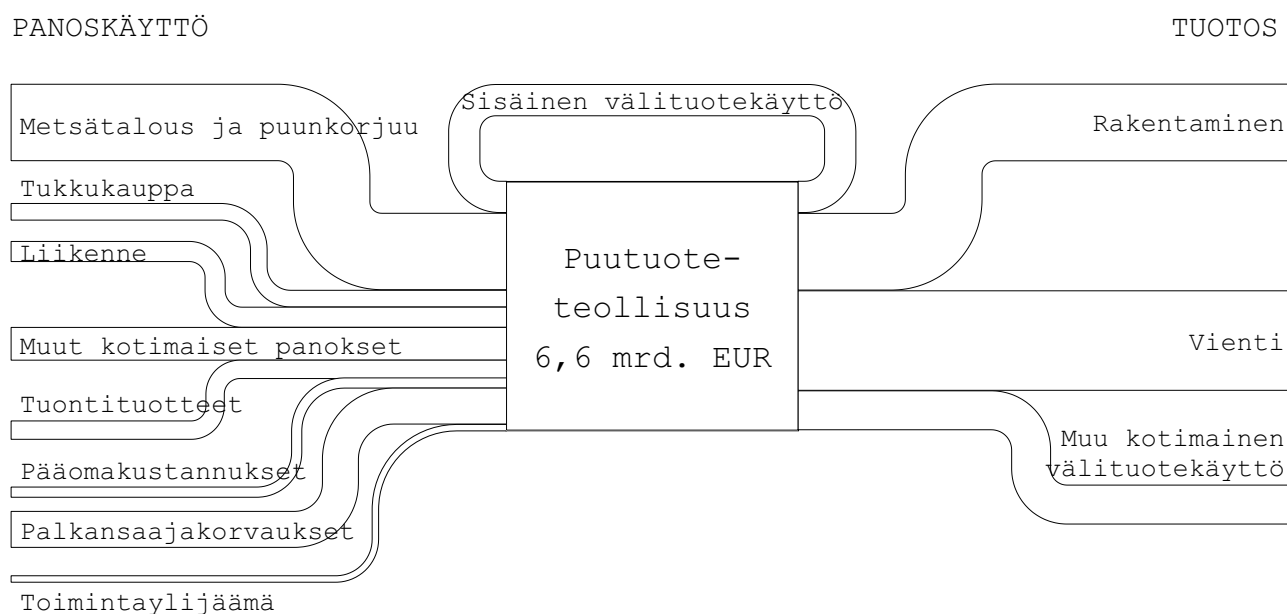 PANOSKÄYTTÖ
TUOTOS
Sisäinen välituotekäyttö
Metsätalous ja puunkorjuu
Rakentaminen
Tukkukauppa
Liikenne
Puutuote-
teollisuus
6,6 mrd. EUR
Muut kotimaiset panokset
Vienti
Tuontituotteet
Muu kotimainen
välituotekäyttö
Pääomakustannukset
Palkansaajakorvaukset
Toimintaylijäämä